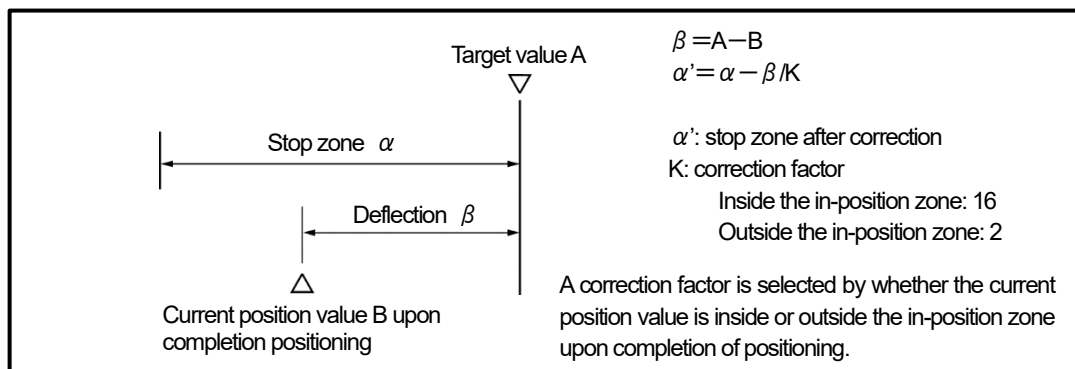 Target value A
Stop zone α
Deflection β
Current position value B upon
completion positioning
β=A−B
α'=α−β/K
α': stop zone after correction
K: correction factor
Inside the in-position zone: 16
Outside the in-position zone: 2
A correction factor is selected by whether the current
position value is inside or outside the in-position zone
upon completion of positioning.